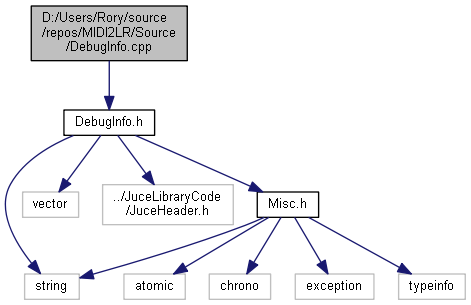 D:/Users/Rory/source
/repos/MIDI2LR/Source
/DebugInfo.cpp
DebugInfo.h
vector
../JuceLibraryCode
/JuceHeader.h
Misc.h
string
atomic
chrono
exception
typeinfo